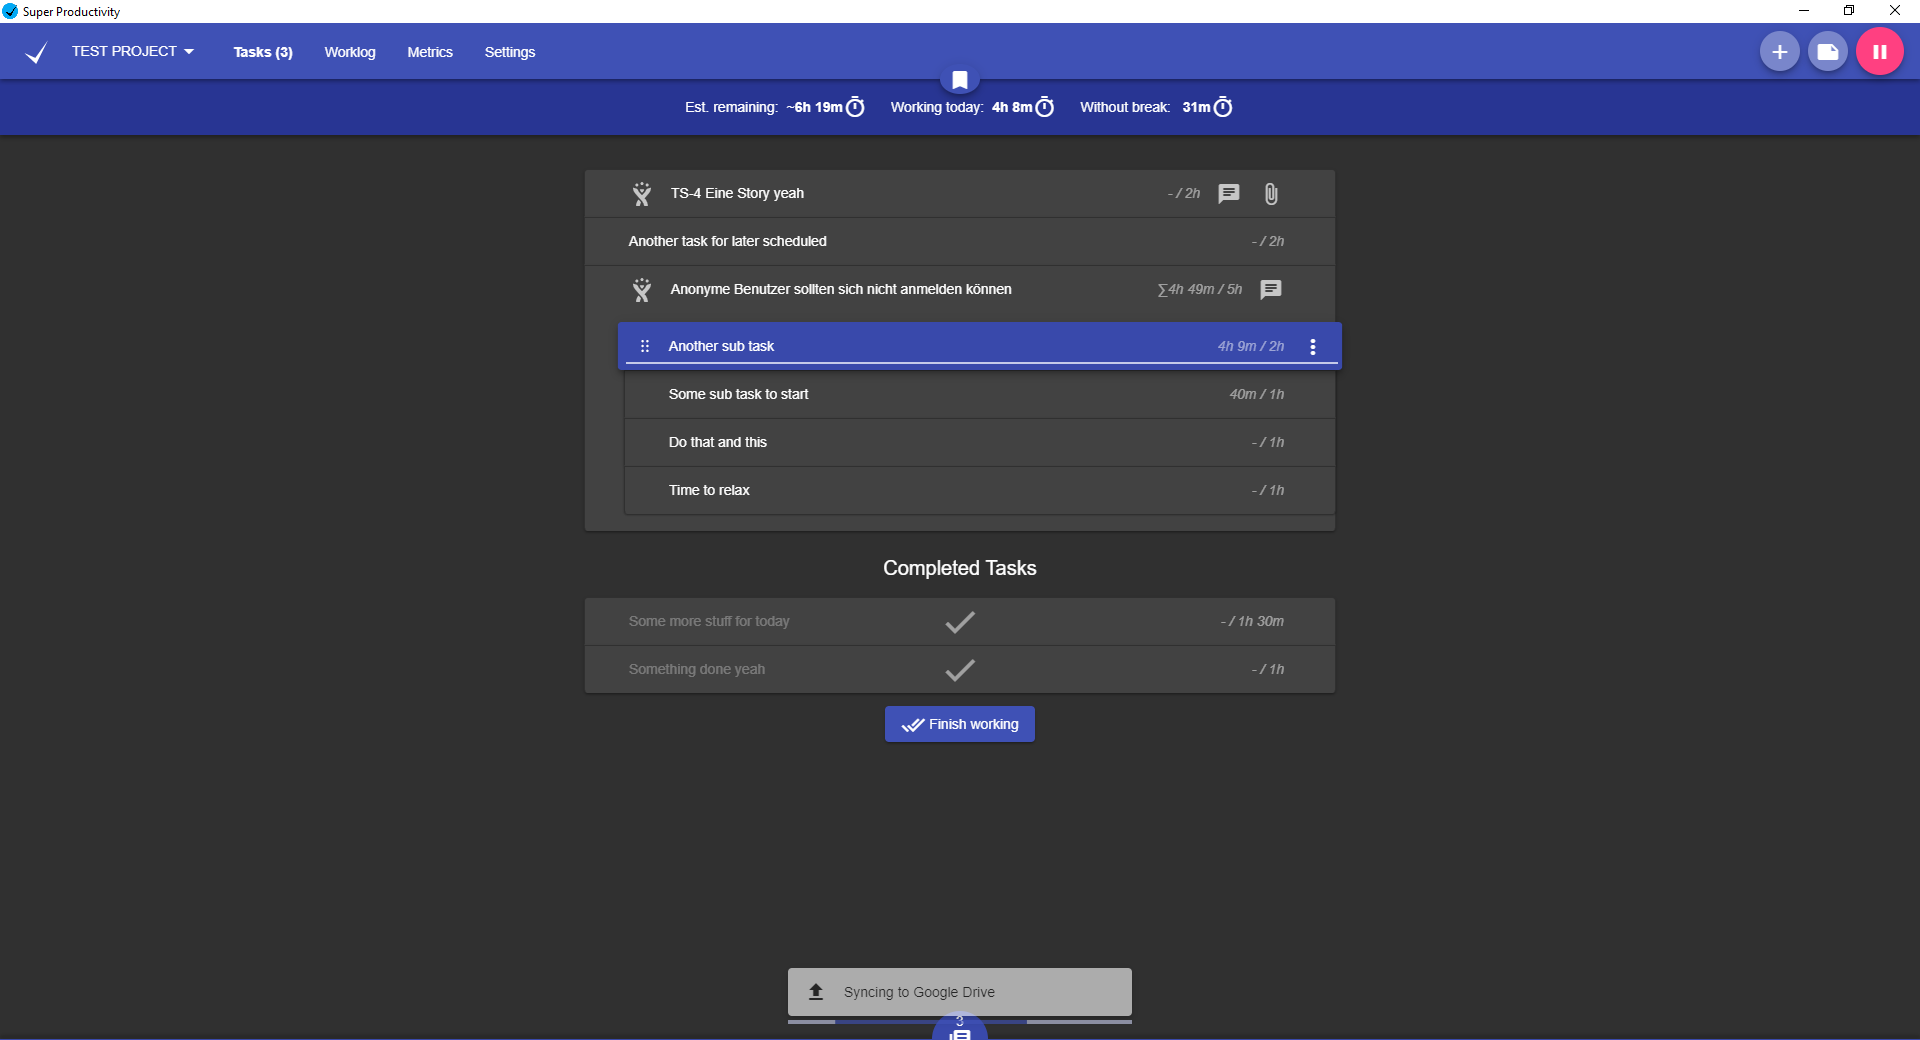 Super Productivity
TEST PROJECT Tasks (3) Worklog Metrics Settings
Est. remaining: ~6h 19m Working today: 4h 8m Without break: 31m
TS-4 Eine Story yeah - / 2h
Another task for later scheduled - / 2h
Anonyme Benutzer sollten sich nicht anmelden können ∑4h 49m / 5h
Another sub task 4h 9m / 2h
Some sub task to start 40m / 1h
Do that and this - / 1h
Time to relax - / 1h
Completed Tasks
Some more stuff for today - / 1h 30m
Something done yeah - / 1h
Finish working
Syncing to Google Drive
3